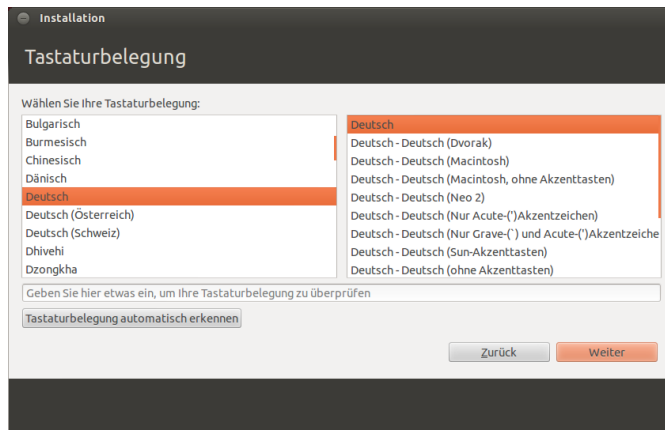 Installation
Tastaturbelegung
Wählen Sie Ihre Tastaturbelegung:
Bulgarisch
Burmesisch
Chinesisch
Dänisch
Deutsch
Deutsch (Österreich)
Deutsch (Schweiz)
Dhivehi
Dzongkha
Deutsch
Deutsch - Deutsch (Dvorak)
Deutsch - Deutsch (Macintosh)
Deutsch - Deutsch (Macintosh, ohne Akzenttasten)
Deutsch - Deutsch (Neo 2)
Deutsch - Deutsch (Nur Acute-(')Akzentzeichen)
Deutsch - Deutsch (Nur Grave-(`) und Acute-(')Akzentzeiche
Deutsch - Deutsch (Sun-Akzenttasten)
Deutsch - Deutsch (ohne Akzenttasten)
Geben Sie hier etwas ein, um Ihre Tastaturbelegung zu überprüfen
Tastaturbelegung automatisch erkennen
Zurück
Weiter